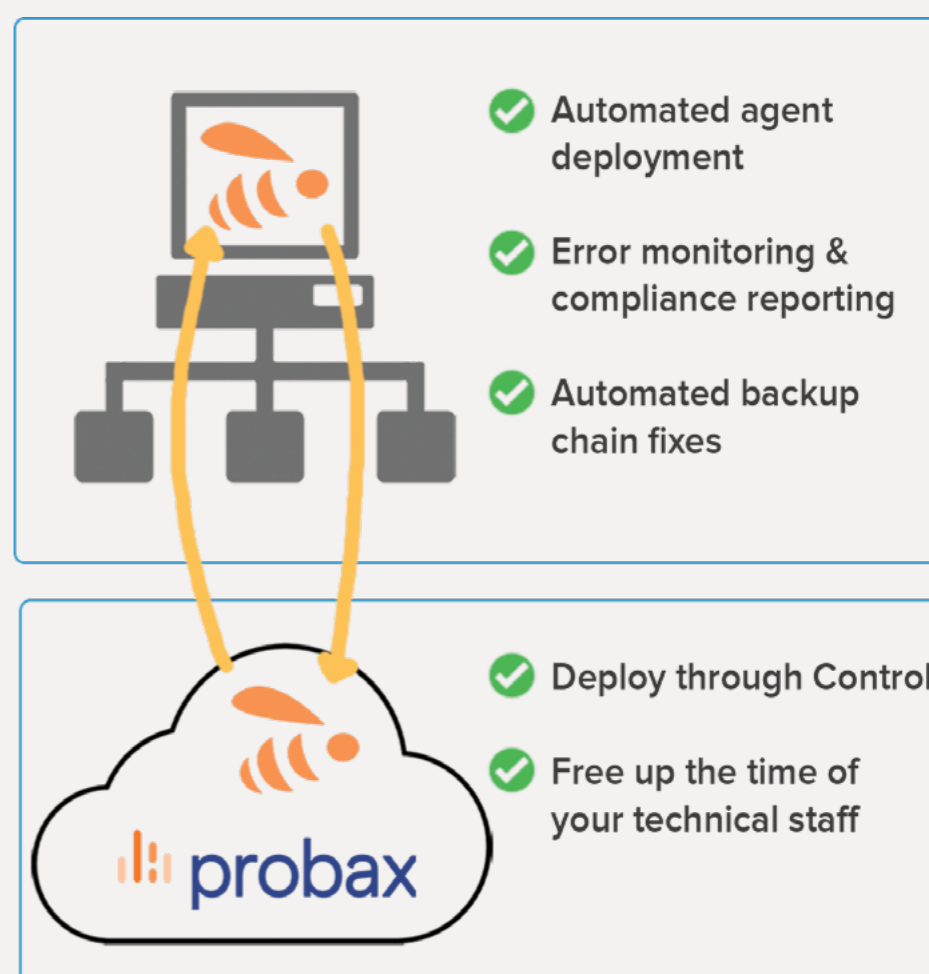 Automated agent
deployment
Error monitoring &
compliance reporting
Automated backup
chain fixes
Deploy through Control
Free up the time of
your technical staff
probax